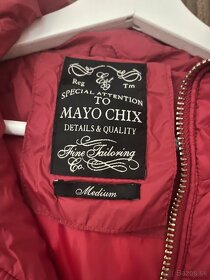 Reg Tm
SPECIAL ATTENTION
TO
MAYO CHIX
DETAILS & QUALITY
Fine Tailoring
Co.
Medium